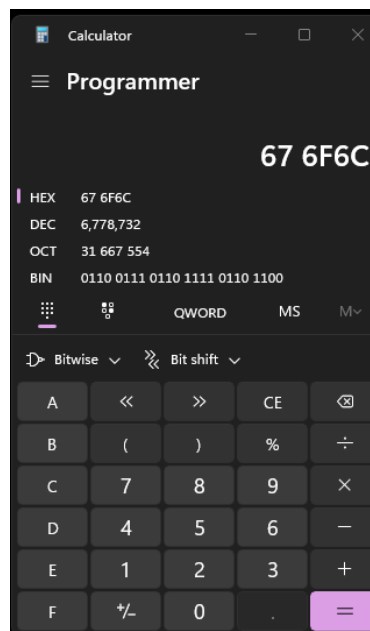 Calculator
Programmer
67 6F6C
HEX 67 6F6C
DEC 6,778,732
OCT 31 667 554
BIN 0110 0111 0110 1111 0110 1100
QWORD MS M
Bitwise Bit shift
A « » CE
B ( ) % ÷
C 7 8 9 ×
D 4 5 6 −
E 1 2 3 +
F +/− 0 . =